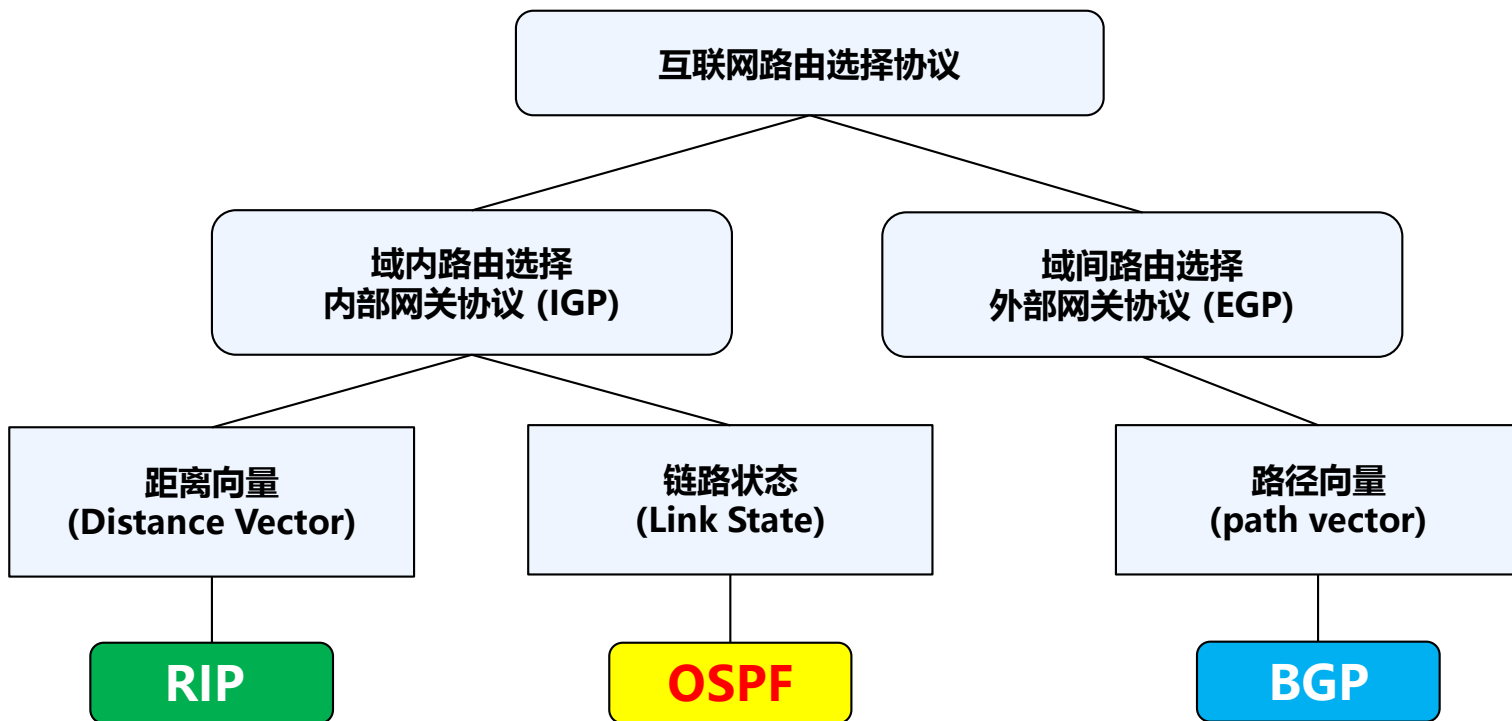 互联网路由选择协议
域内路由选择
内部网关协议 (IGP)
域间路由选择
外部网关协议 (EGP)
距离向量
(Distance Vector)
链路状态
(Link State)
路径向量
(path vector)
RIP
OSPF
BGP